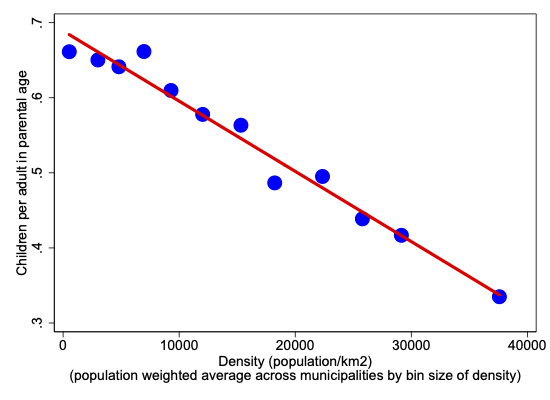 Children per adult in parental age
.7
.6
.5
.4
.3
0 10000 20000 30000 40000
Density (population/km2)
(population weighted average across municipalities by bin size of density)